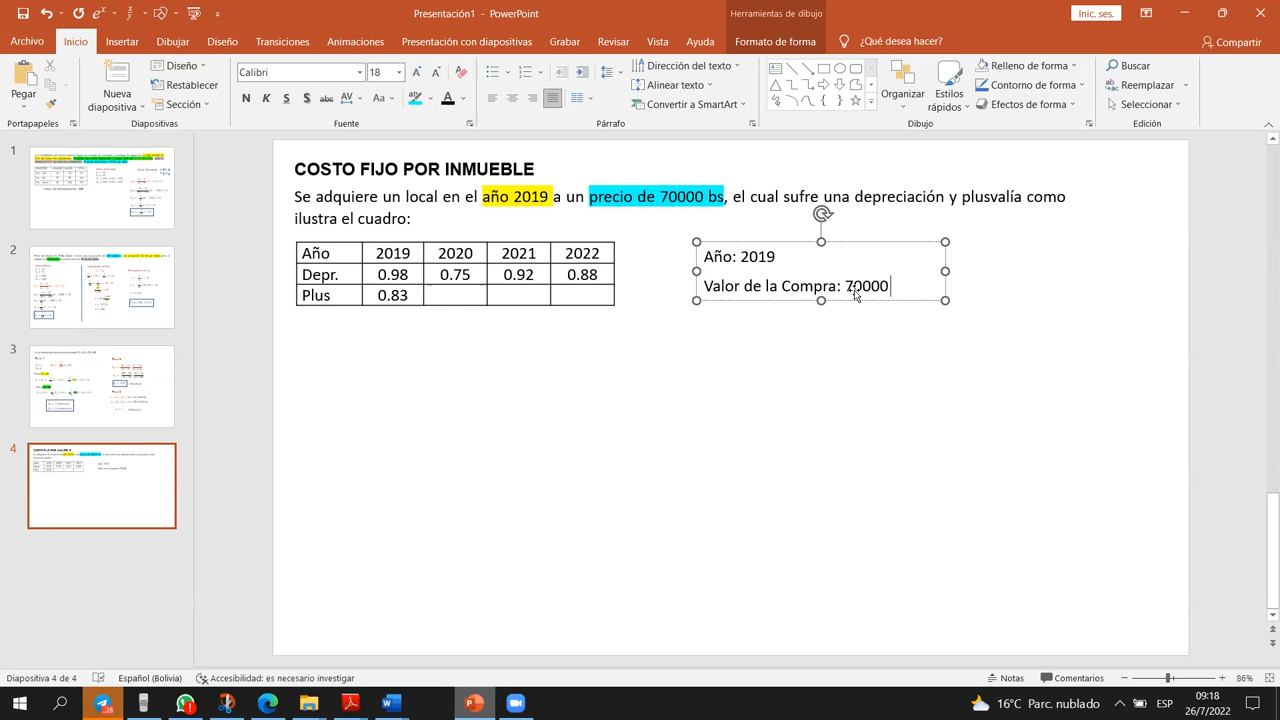 Presentación1 - PowerPoint
Herramientas de dibujo
Inic. ses.
Archivo Inicio Insertar Dibujar Diseño Transiciones Animaciones Presentación con diapositivas Grabar Revisar Vista Ayuda Formato de forma ¿Qué desea hacer? Compartir
Pegar
Nueva diapositiva
Diseño
Restablecer
Sección
Calibri 18
Dirección del texto
Alinear texto
Convertir a SmartArt
Organizar
Estilos rápidos
Relleno de forma
Contorno de forma
Efectos de forma
Buscar
Reemplazar
Seleccionar
Portapapeles Diapositivas Fuente Párrafo Dibujo Edición
1
2
3
4
COSTO FIJO POR INMUEBLE
Se adquiere un local en el año 2019 a un precio de 70000 bs, el cual sufre una depreciación y plusvalía como
ilustra el cuadro:
Año 2019 2020 2021 2022
Depr. 0.98 0.75 0.92 0.88
Plus 0.83
Año: 2019
Valor de la Compra: 70000
Diapositiva 4 de 4 Español (Bolivia) Accesibilidad: es necesario investigar Notas Comentarios 86%
16°C Parc. nublado ESP 09:18
26/7/2022